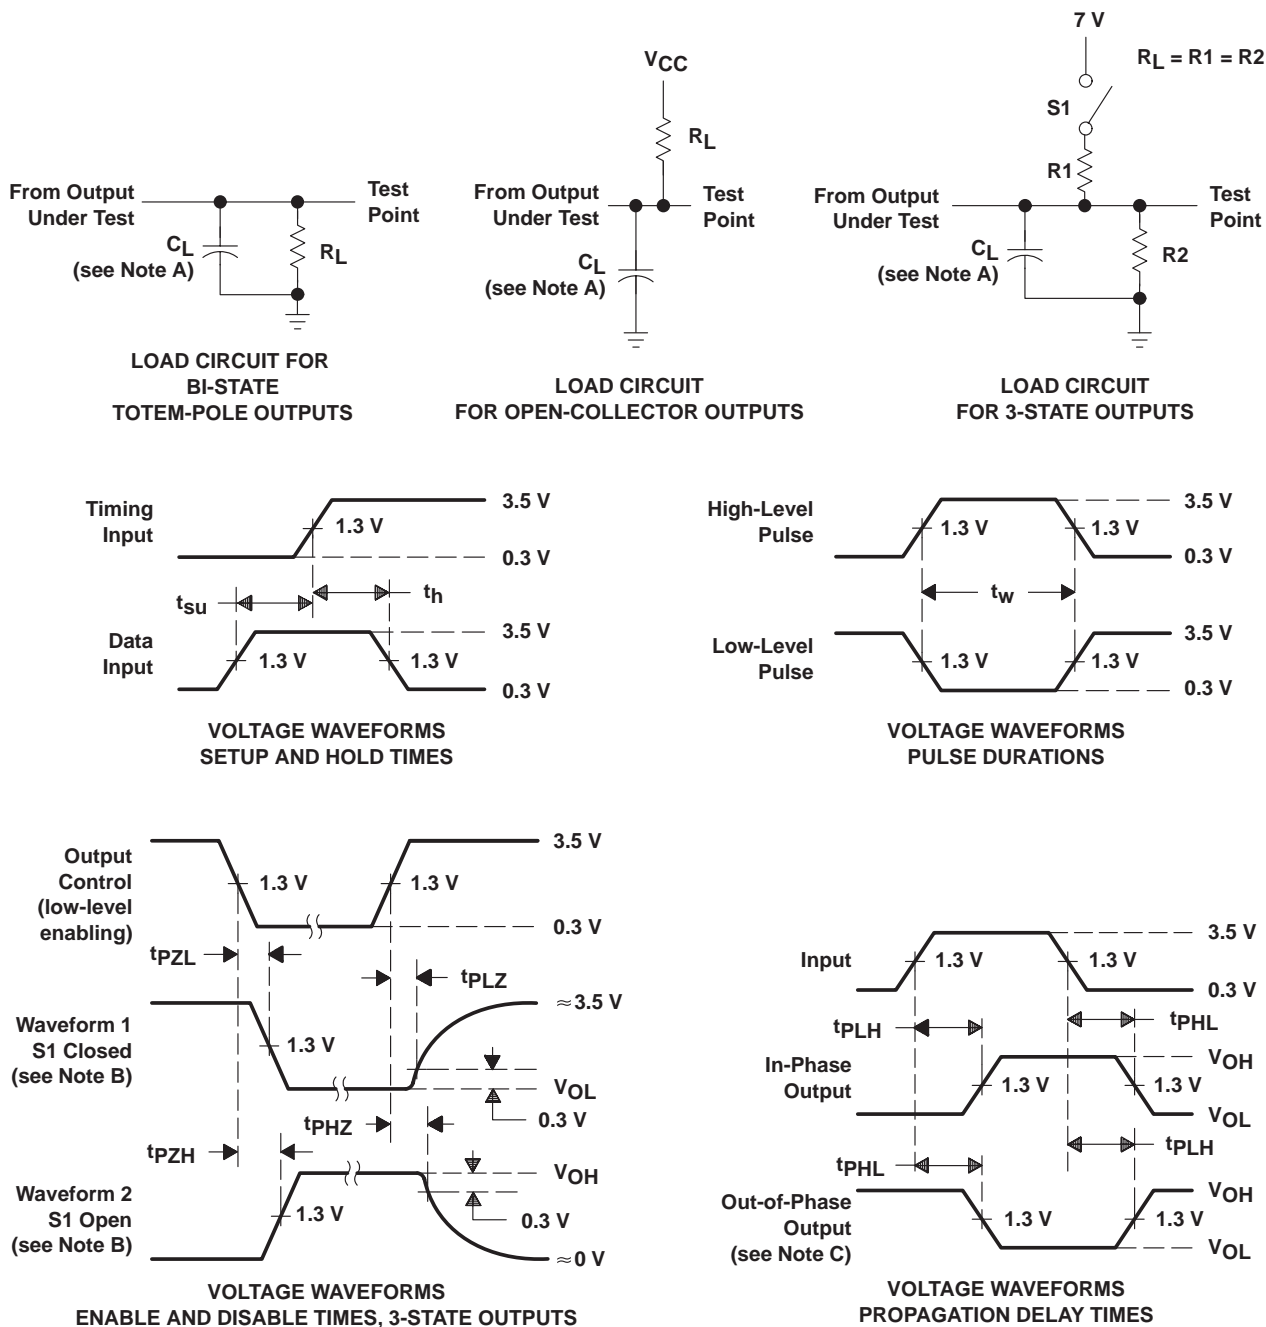 From Output
Under Test
Test
Point
CL
(see Note A)
RL
LOAD CIRCUIT FOR
BI-STATE
TOTEM-POLE OUTPUTS
VCC
RL
From Output
Under Test
Test
Point
CL
(see Note A)
LOAD CIRCUIT
FOR OPEN-COLLECTOR OUTPUTS
7 V
RL = R1 = R2
S1
R1
From Output
Under Test
Test
Point
CL
(see Note A)
R2
LOAD CIRCUIT
FOR 3-STATE OUTPUTS
Timing
Input
1.3 V
3.5 V
0.3 V
tsu
th
Data
Input
1.3 V
1.3 V
3.5 V
0.3 V
VOLTAGE WAVEFORMS
SETUP AND HOLD TIMES
High-Level
Pulse
1.3 V
1.3 V
3.5 V
0.3 V
tw
Low-Level
Pulse
1.3 V
1.3 V
3.5 V
0.3 V
VOLTAGE WAVEFORMS
PULSE DURATIONS
Output
Control
(low-level
enabling)
1.3 V
1.3 V
3.5 V
0.3 V
tPZL
tPLZ
Waveform 1
S1 Closed
(see Note B)
1.3 V
≈3.5 V
VOL
0.3 V
tPHZ
tPZH
Waveform 2
S1 Open
(see Note B)
1.3 V
VOH
0.3 V
≈0 V
VOLTAGE WAVEFORMS
ENABLE AND DISABLE TIMES, 3-STATE OUTPUTS
Input
1.3 V
1.3 V
3.5 V
0.3 V
tPLH
tPHL
In-Phase
Output
1.3 V
1.3 V
VOH
VOL
tPHL
tPLH
Out-of-Phase
Output
(see Note C)
1.3 V
1.3 V
VOH
VOL
VOLTAGE WAVEFORMS
PROPAGATION DELAY TIMES